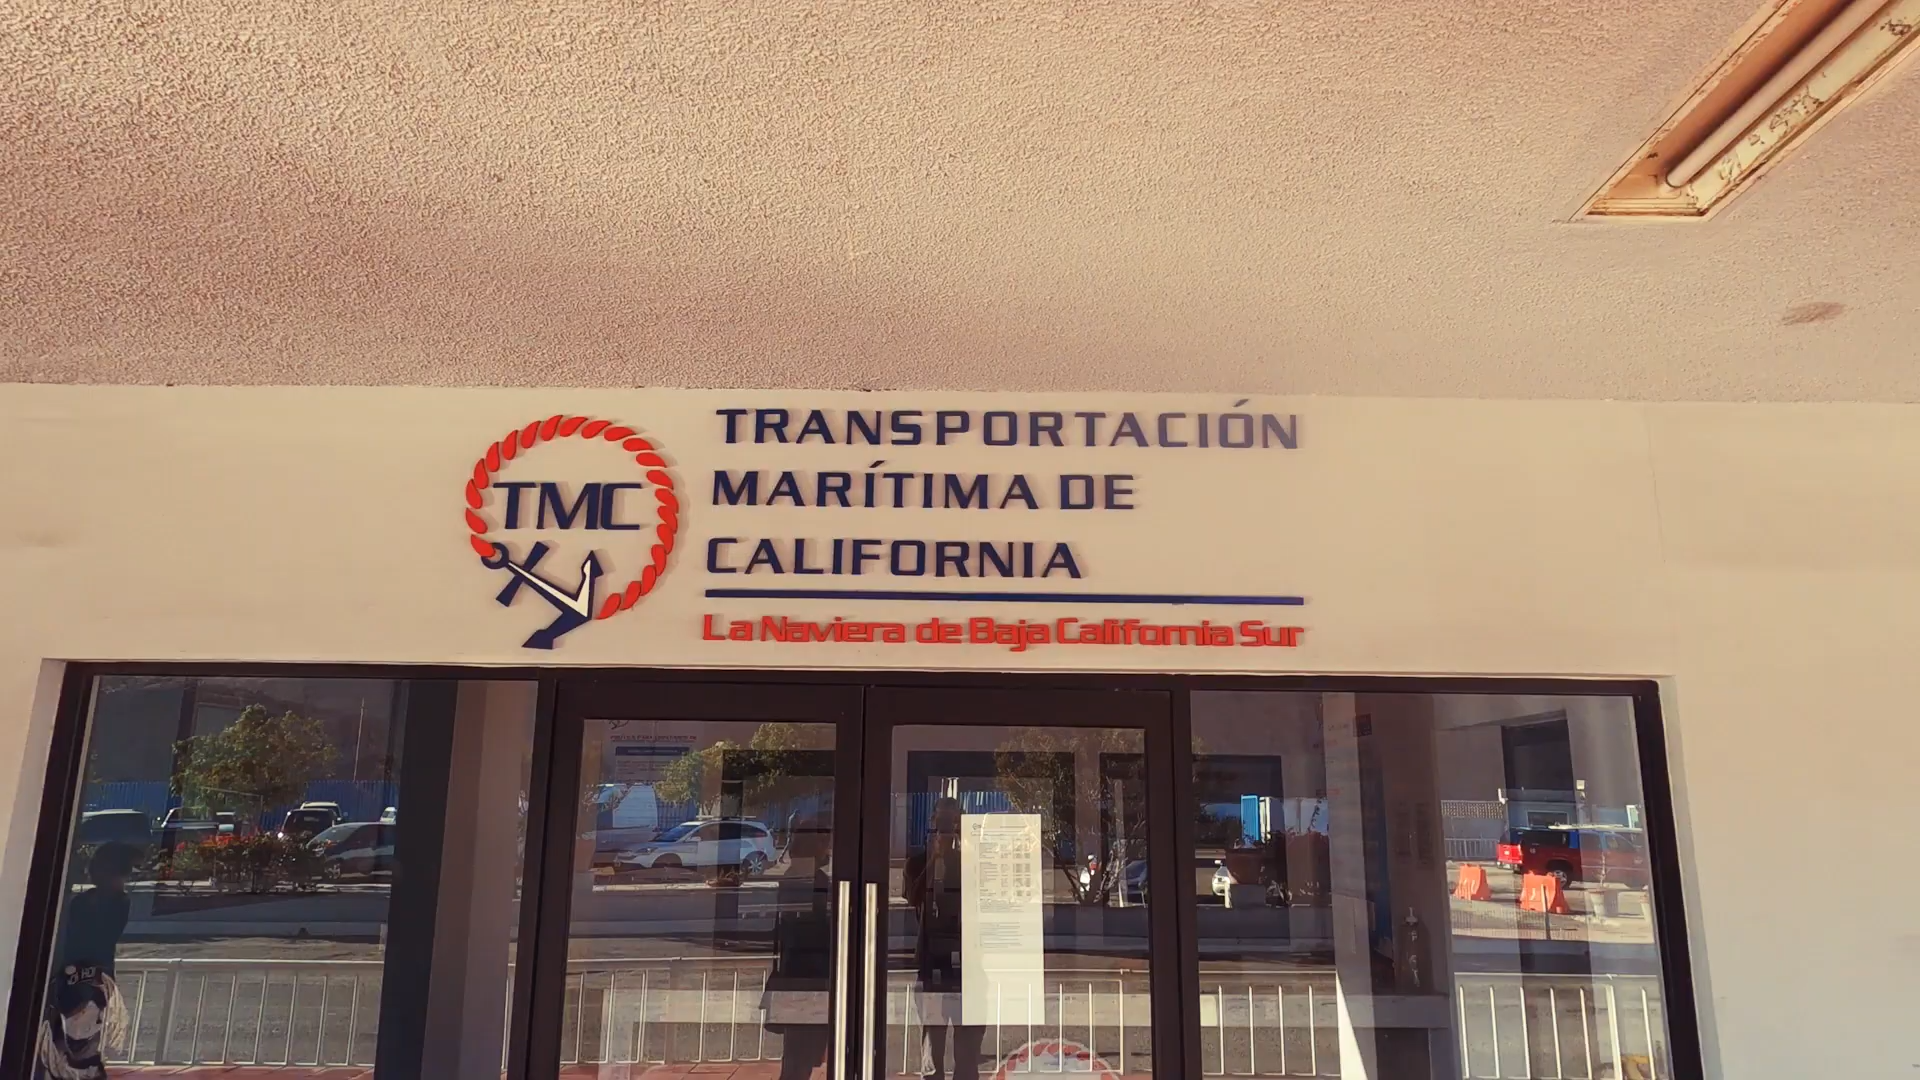 TMC
TRANSPORTACIÓN
MARÍTIMA DE
CALIFORNIA
La Naviera de Baja California Sur